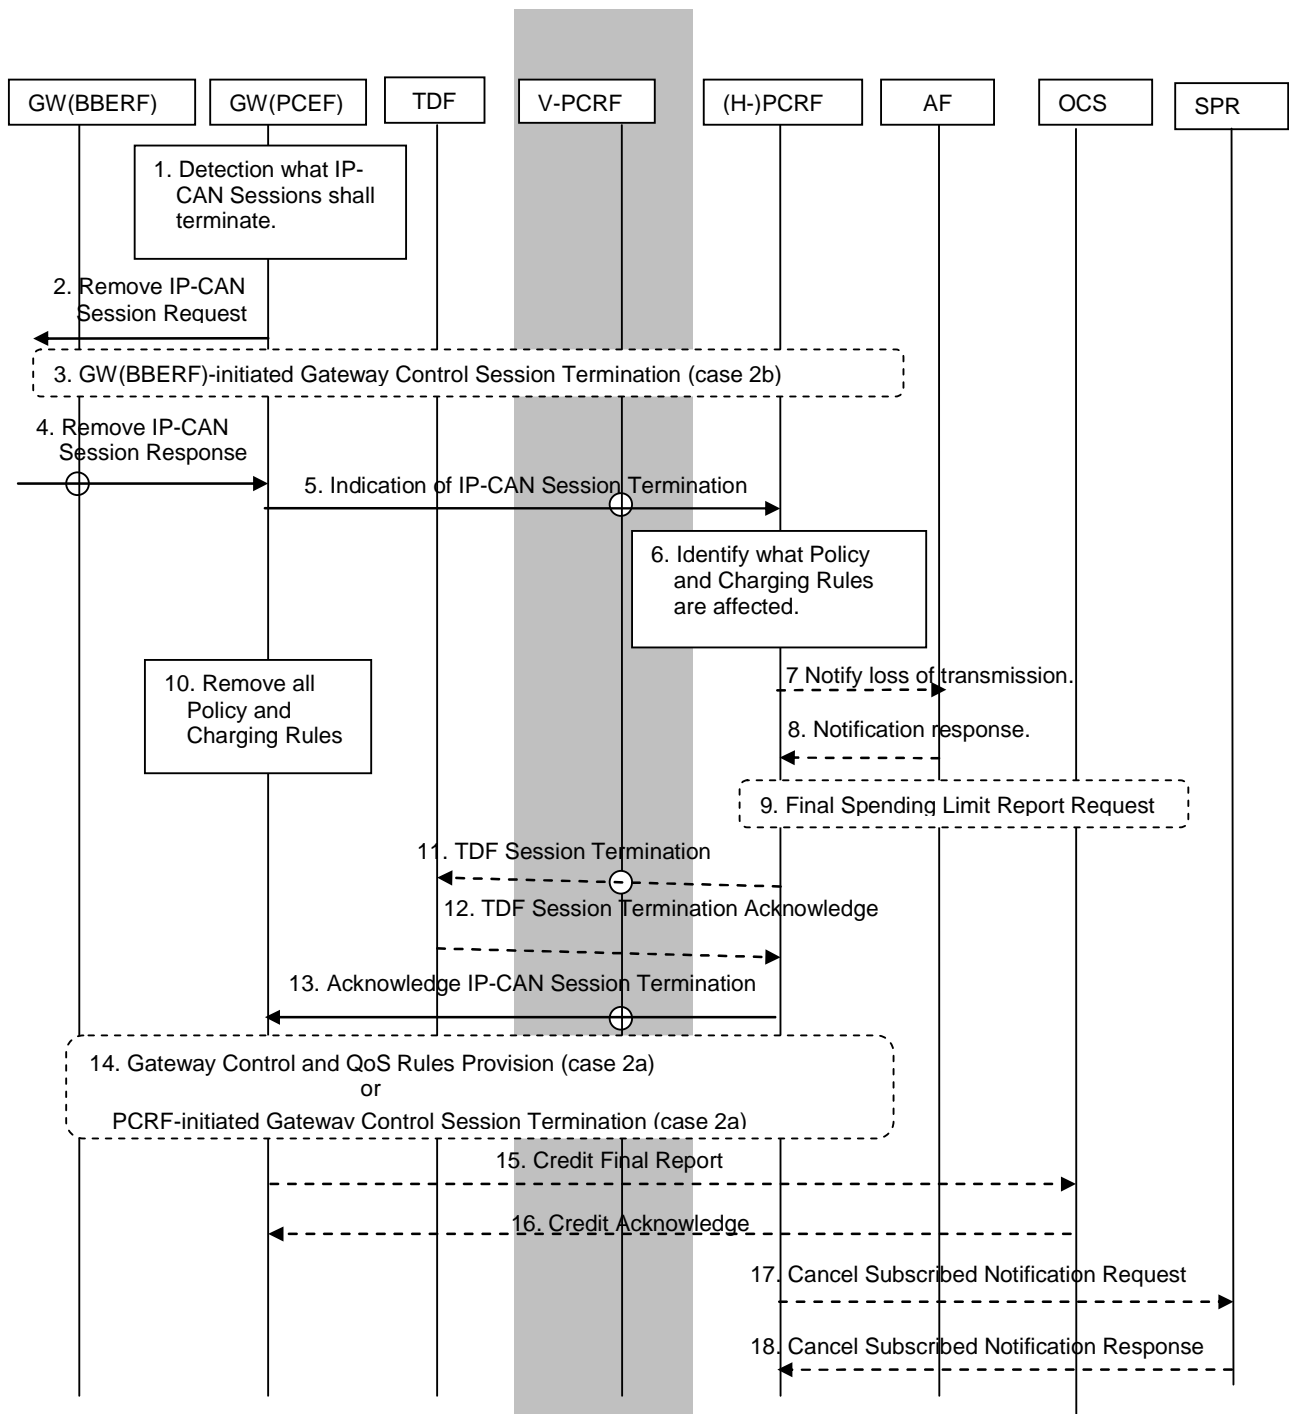 GW(BBERF)
GW(PCEF)
TDF
V-PCRF
(H-)PCRF
AF
OCS
SPR
1. Detection what IP-
CAN Sessions shall
terminate.
2. Remove IP-CAN
Session Request
3. GW(BBERF)-initiated Gateway Control Session Termination (case 2b)
4. Remove IP-CAN
Session Response
5. Indication of IP-CAN Session Termination
6. Identify what Policy
and Charging Rules
are affected.
7 Notify loss of transmission.
10. Remove all
Policy and
Charging Rules
8. Notification response.
9. Final Spending Limit Report Request
11. TDF Session Termination
12. TDF Session Termination Acknowledge
13. Acknowledge IP-CAN Session Termination
14. Gateway Control and QoS Rules Provision (case 2a)
or
PCRF-initiated Gateway Control Session Termination (case 2a)
15. Credit Final Report
16. Credit Acknowledge
17. Cancel Subscribed Notification Request
18. Cancel Subscribed Notification Response